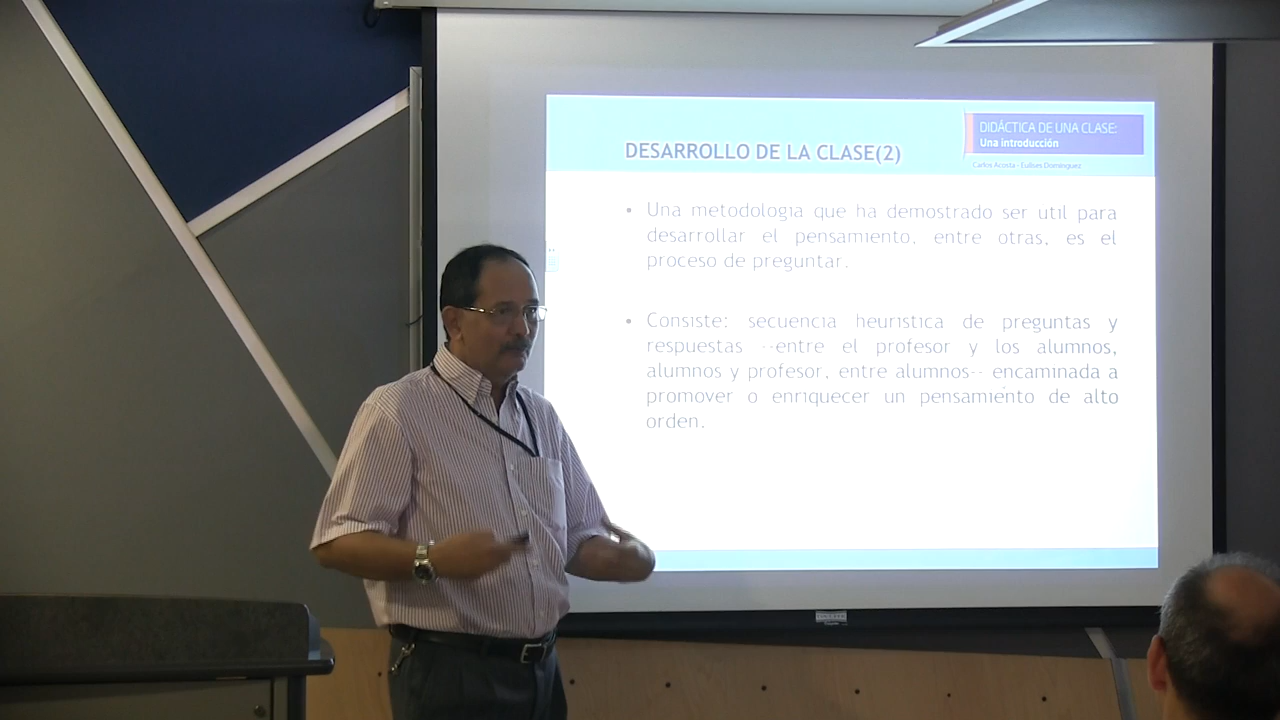 DESARROLLO DE LA CLASE(2)
DIDÁCTICA DE UNA CLASE:
Una introducción
Carlos Acosta - Eulises Domínguez
• Una metodología que ha demostrado ser util para
desarrollar el pensamiento, entre otras, es el
proceso de preguntar.
• Consiste: secuencia heurística de preguntas y
respuestas --entre el profesor y los alumnos,
alumnos y profesor, entre alumnos-- encaminada a
promover o enriquecer un pensamiento de alto
orden.